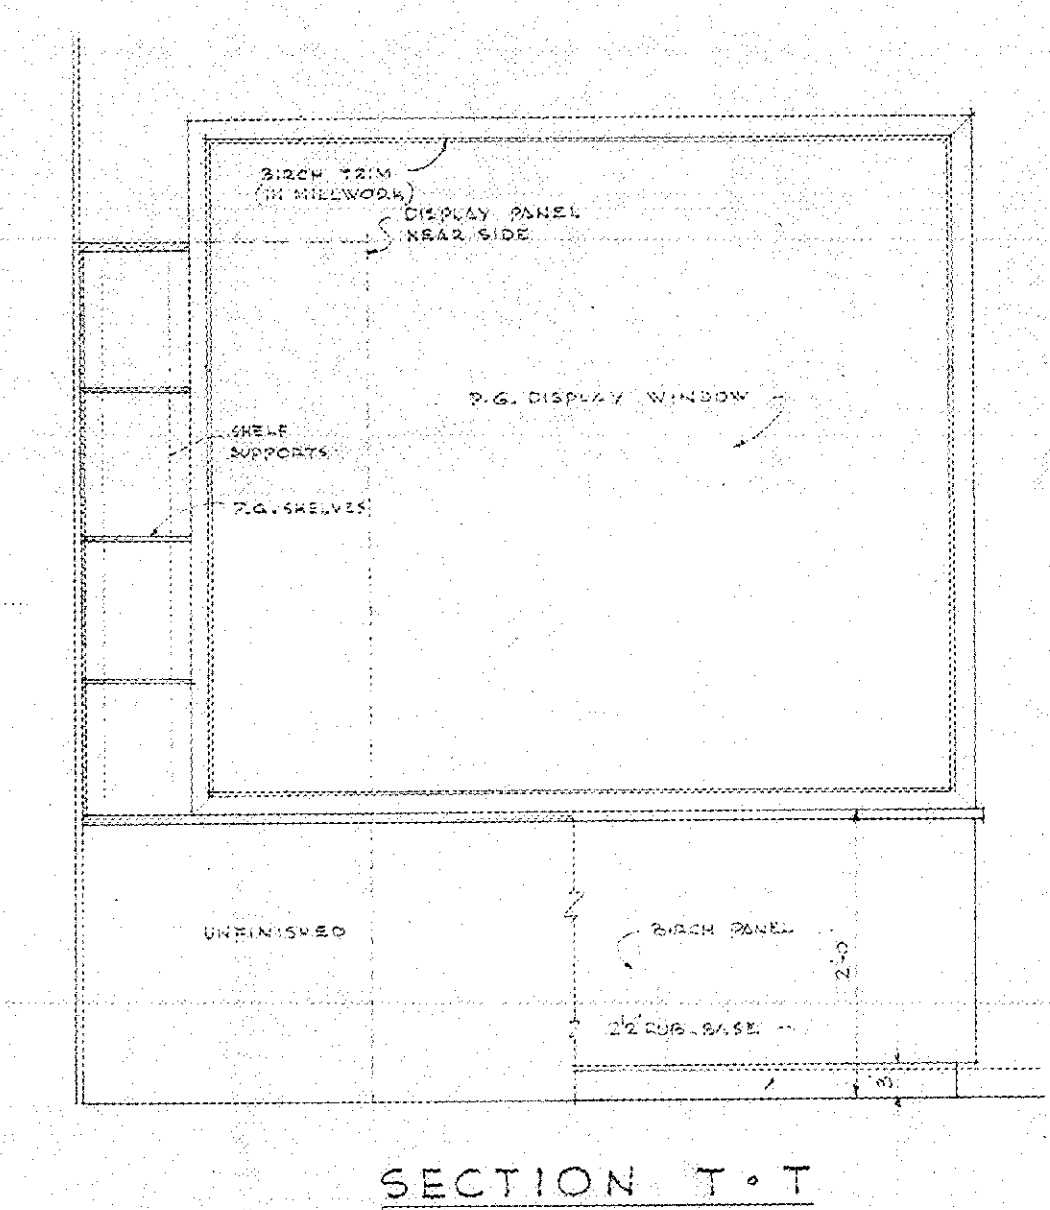 BIRCH TRIM
(IN MILLWORK)
DISPLAY PANEL
NEAR SIDE
P.G. DISPLAY WINDOW
SHELF
SUPPORTS
P.G. SHELVES
UNFINISHED
BIRCH PANEL
2'-0
2½" RUB. BASE
3"
SECTION T·T